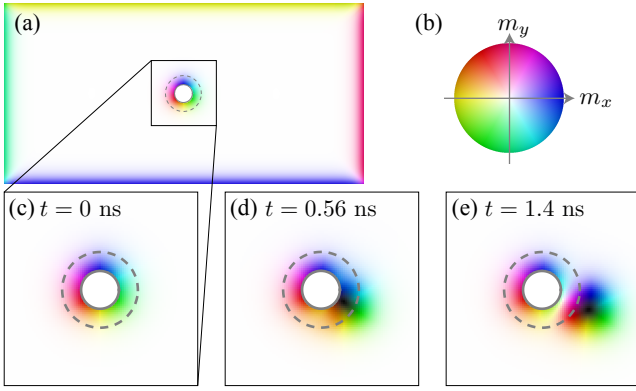 (a)
(b)
m_y
m_x
(c) t = 0 ns
(d) t = 0.56 ns
(e) t = 1.4 ns